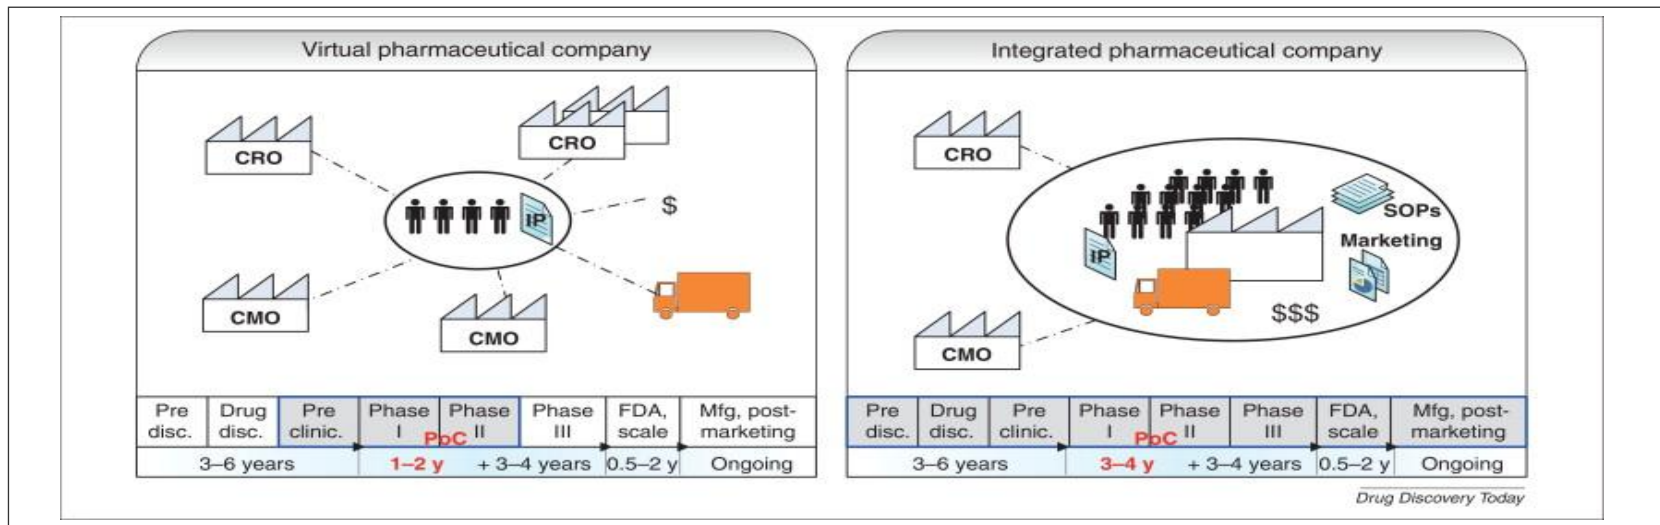 Virtual pharmaceutical company
CRO
CRO
IP
$
CMO
CMO
Pre disc.
Drug disc.
Pre clinic.
Phase I
Phase II
PoC
Phase III
FDA, scale
Mfg, post-marketing
3–6 years
1–2 y
+ 3–4 years
0.5–2 y
Ongoing
Integrated pharmaceutical company
CRO
SOPs
Marketing
IP
$$$
CMO
Pre disc.
Drug disc.
Pre clinic.
Phase I
Phase II
PoC
Phase III
FDA, scale
Mfg, post-marketing
3–6 years
3–4 y
+ 3–4 years
0.5–2 y
Ongoing
Drug Discovery Today